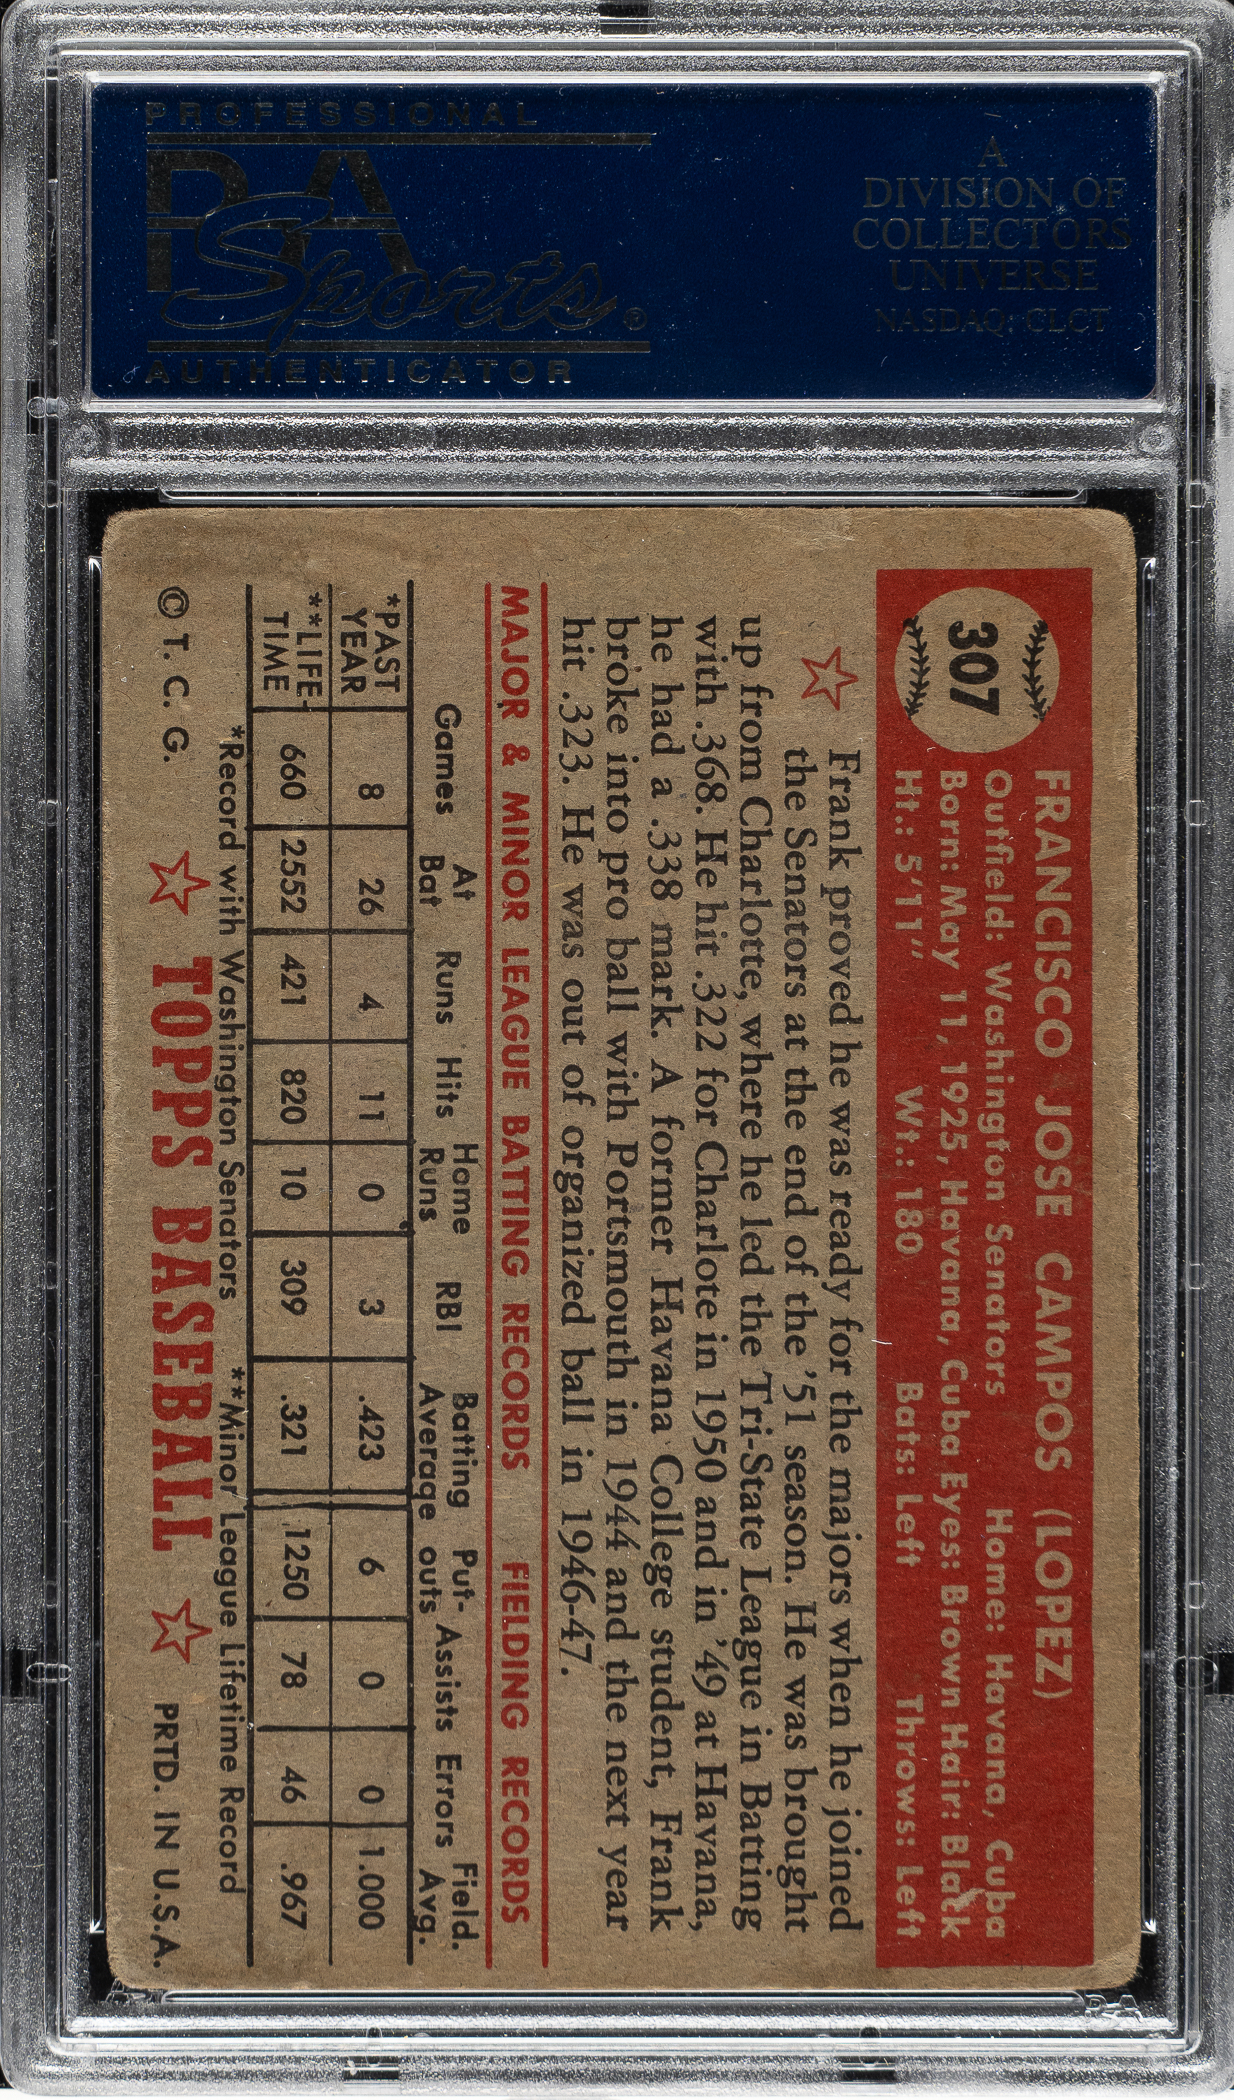 PROFESSIONAL
PSA
Sports®
AUTHENTICATOR
A
DIVISION OF
COLLECTORS
UNIVERSE
NASDAQ: CLCT
307
FRANCISCO JOSE CAMPOS (LOPEZ)
Outfield: Washington Senators Home: Havana, Cuba
Born: May 11, 1925, Havana, Cuba Eyes: Brown Hair: Black
Ht.: 5'11" Wt.: 180 Bats: Left Throws: Left
Frank proved he was ready for the majors when he joined
the Senators at the end of the '51 season. He was brought
up from Charlotte, where he led the Tri-State League in Batting
with .368. He hit .322 for Charlote in 1950 and in '49 at Havana,
he had a .338 mark. A former Havana College student, Frank
broke into pro ball with Portsmouth in 1944 and the next year
hit .323. He was out of organized ball in 1946-47.
MAJOR & MINOR LEAGUE BATTING RECORDS FIELDING RECORDS
Games At Bat Runs Hits Home Runs RBI Batting Average Put-outs Assists Errors Field. Avg.
*PAST YEAR 8 26 4 11 0 3 .423 6 0 0 1.000
**LIFE-TIME 660 2552 421 820 10 309 .321 1250 78 46 .967
*Record with Washington Senators **Minor League Lifetime Record
© T. C. G. TOPPS BASEBALL PRTD. IN U.S.A.
PSA